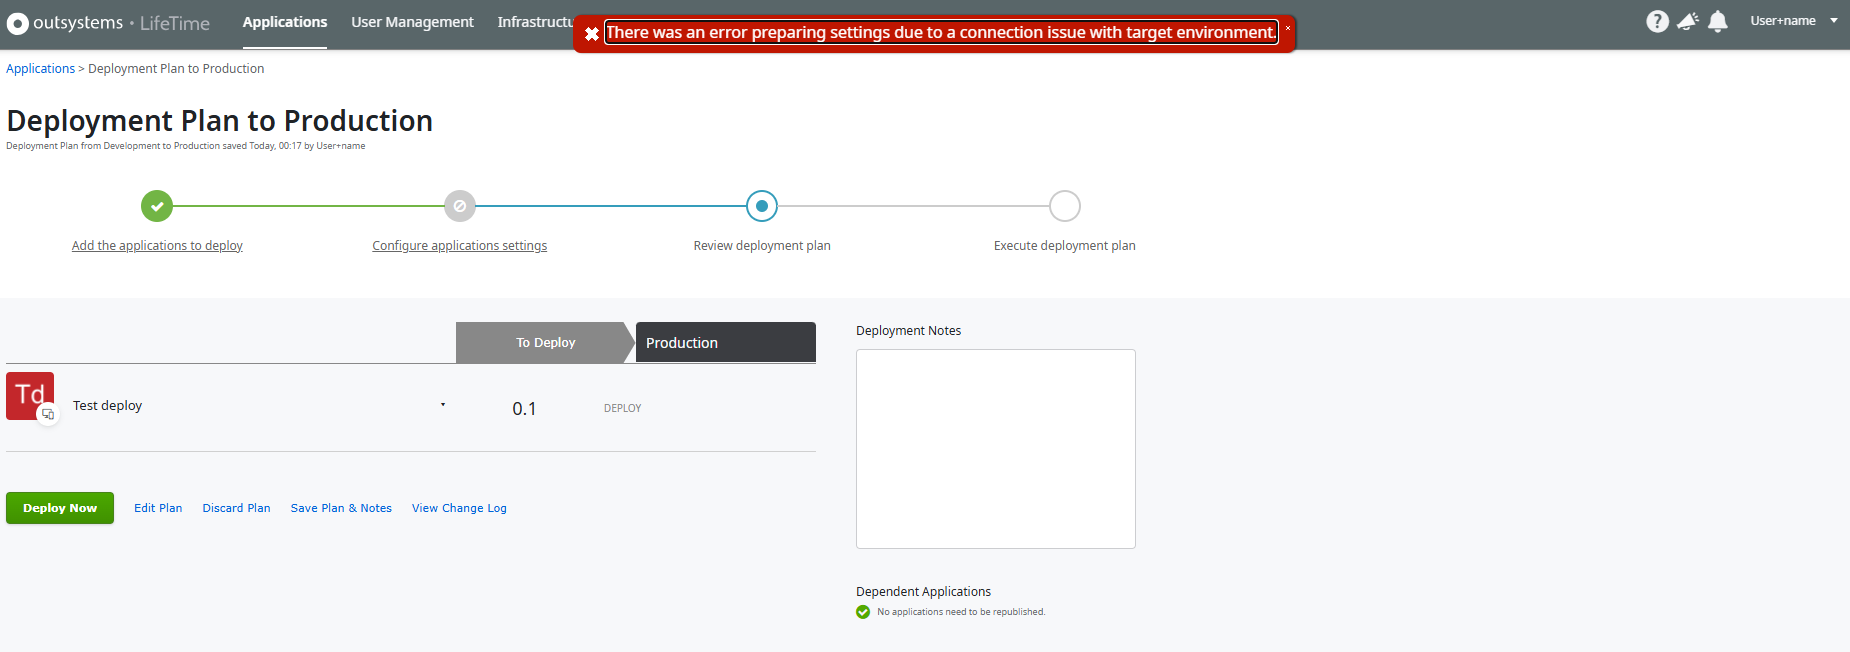 outsystems • LifeTime
Applications
User Management
Infrastructu
There was an error preparing settings due to a connection issue with target environment.
User+name
Applications > Deployment Plan to Production
Deployment Plan to Production
Deployment Plan from Development to Production saved Today, 00:17 by User+name
Add the applications to deploy
Configure applications settings
Review deployment plan
Execute deployment plan
To Deploy
Production
Deployment Notes
Td
Test deploy
0.1
DEPLOY
Deploy Now
Edit Plan
Discard Plan
Save Plan & Notes
View Change Log
Dependent Applications
No applications need to be republished.